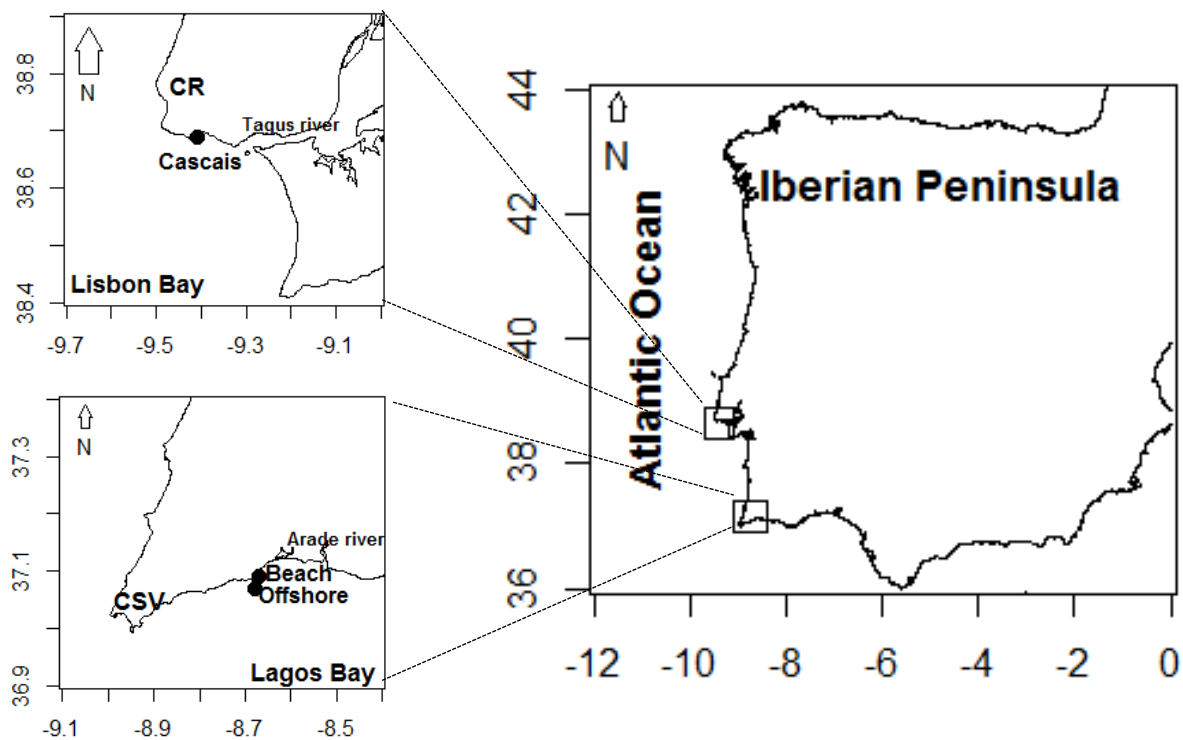 38.8
38.6
38.4
N
CR
Tagus river
Cascais
Lisbon Bay
-9.7
-9.5
-9.3
-9.1
37.3
37.1
36.9
N
Arade river
Beach
Offshore
CSV
Lagos Bay
-9.1
-8.9
-8.7
-8.5
44
42
40
38
36
N
Iberian Peninsula
Atlantic Ocean
-12
-10
-8
-6
-4
-2
0